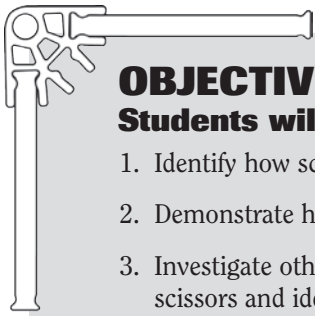 OBJECTIV
Students wil
1. Identify how sc
2. Demonstrate h
3. Investigate oth
scissors and ide